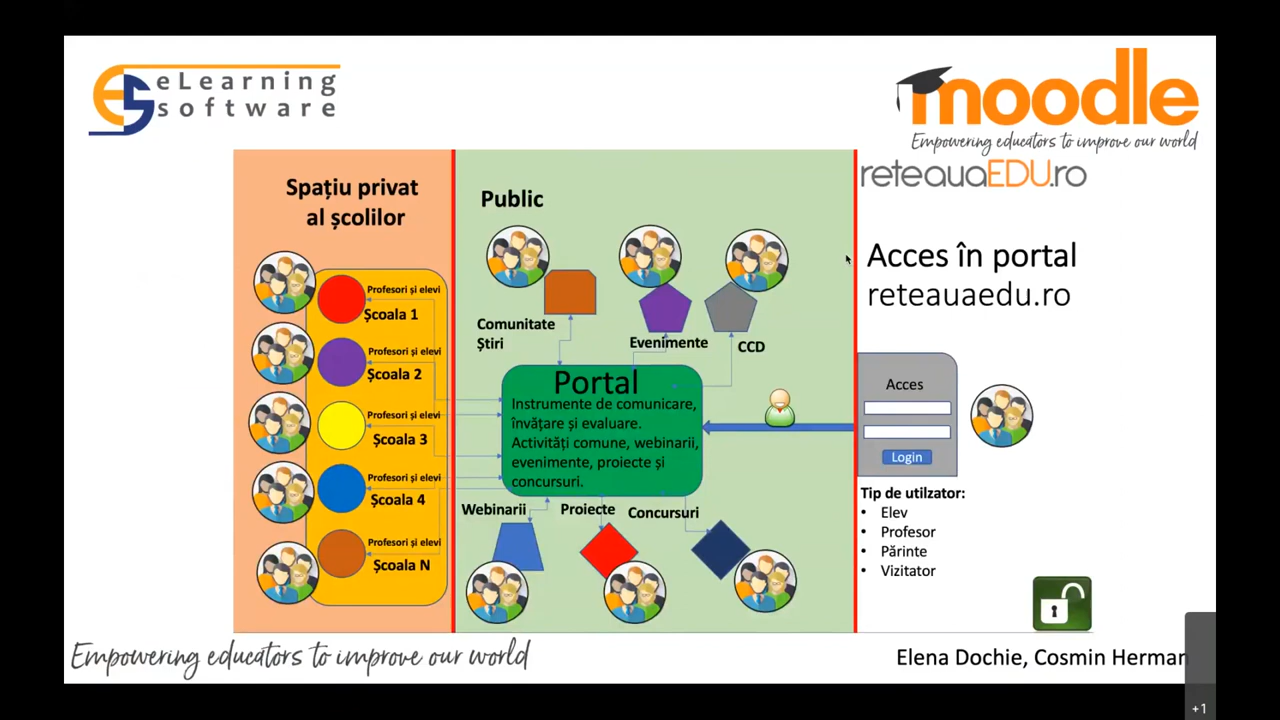 eLearning
software
moodle
Empowering educators to improve our world
reteauaEDU.ro
Spațiu privat
al școlilor
Public
Acces în portal
reteauaedu.ro
Profesori și elevi
Școala 1
Profesori și elevi
Școala 2
Profesori și elevi
Școala 3
Profesori și elevi
Școala 4
Profesori și elevi
Școala N
Comunitate
Știri
Evenimente
CCD
Portal
Instrumente de comunicare,
învățare și evaluare.
Activități comune, webinarii,
evenimente, proiecte și
concursuri.
Webinarii
Proiecte
Concursuri
Acces
Login
Tip de utilzator:
• Elev
• Profesor
• Părinte
• Vizitator
Empowering educators to improve our world
Elena Dochie, Cosmin Herman
+1